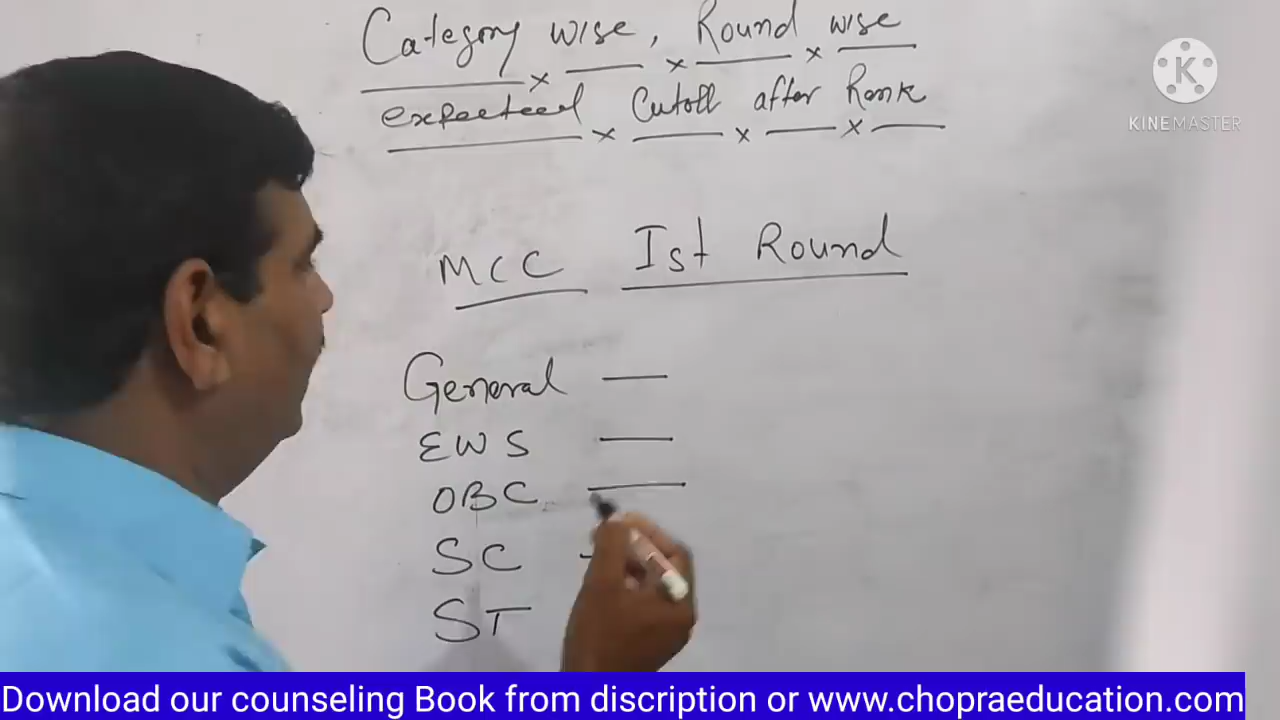 Category wise, Round wise
expected Cutoff after Rank
KINEMASTER
MCC Ist Round
General —
EWS —
OBC —
SC -
ST
Download our counseling Book from discription or www.chopraeducation.com